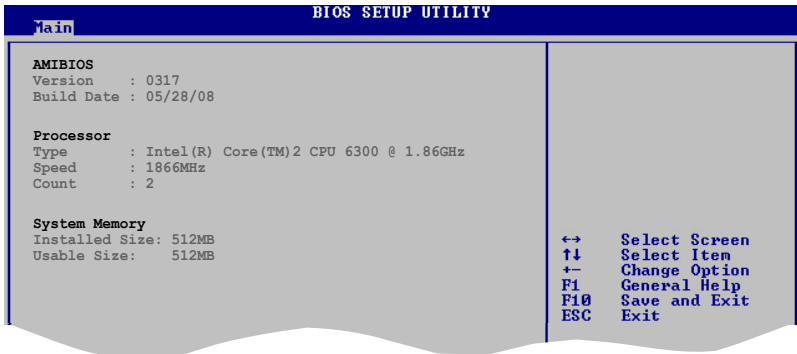 BIOS SETUP UTILITY
Main
AMIBIOS
Version : 0317
Build Date : 05/28/08
Processor
Type : Intel(R) Core(TM)2 CPU 6300 @ 1.86GHz
Speed : 1866MHz
Count : 2
System Memory
Installed Size: 512MB
Usable Size: 512MB
←→ Select Screen
↑↓ Select Item
+- Change Option
F1 General Help
F10 Save and Exit
ESC Exit